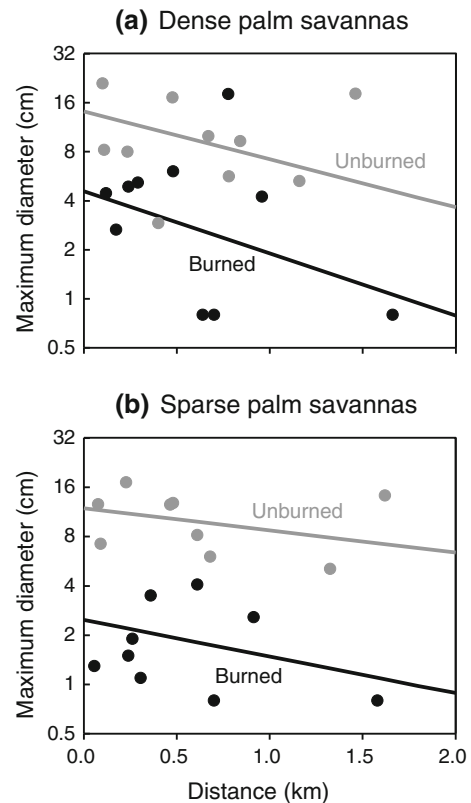 (a) Dense palm savannas
Maximum diameter (cm)
32
16
8
4
2
1
0.5
Unburned
Burned
(b) Sparse palm savannas
Maximum diameter (cm)
32
16
8
4
2
1
0.5
Unburned
Burned
0.0 0.5 1.0 1.5 2.0
Distance (km)